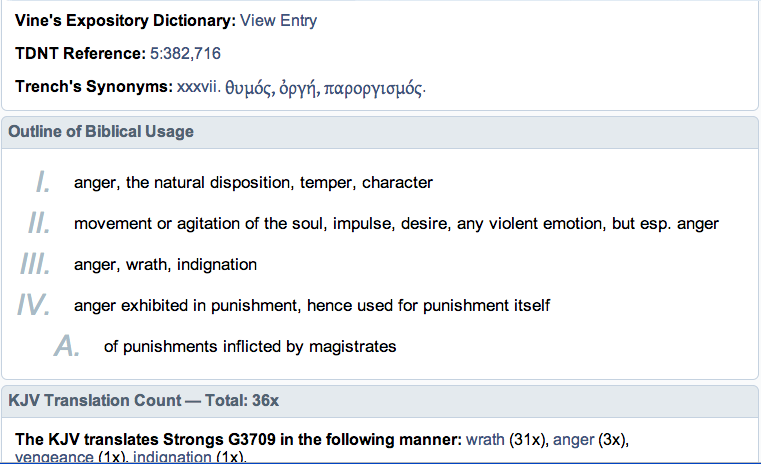 Vine's Expository Dictionary: View Entry
TDNT Reference: 5:382,716
Trench's Synonyms: xxxvii. θυμός, ὀργή, παροργισμός.
Outline of Biblical Usage
I. anger, the natural disposition, temper, character
II. movement or agitation of the soul, impulse, desire, any violent emotion, but esp. anger
III. anger, wrath, indignation
IV. anger exhibited in punishment, hence used for punishment itself
A. of punishments inflicted by magistrates
KJV Translation Count — Total: 36x
The KJV translates Strongs G3709 in the following manner: wrath (31x), anger (3x),
vengeance (1x), indignation (1x).